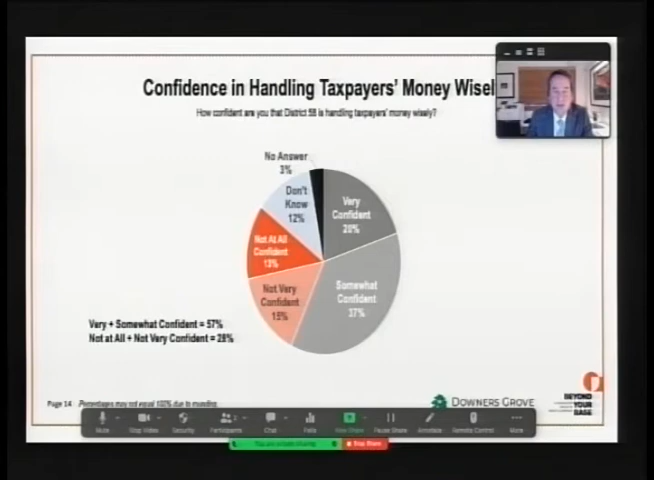 Confidence in Handling Taxpayers' Money Wisel
How confident are you that District 58 is handling taxpayers' money wisely?
No Answer
3%
Don't
Know
12%
Very
Confident
20%
Not At All
Confident
13%
Somewhat
Confident
37%
Not Very
Confident
15%
Very + Somewhat Confident = 57%
Not at All + Not Very Confident = 28%
Page 14
Percentages may not equal 100% due to rounding.
DOWNERS GROVE
BEYOND
YOUR
BASE
Mute
Stop Video
Security
Participants
Chat
Polls
New Share
Pause Share
Annotate
Remote Control
More
You are screen sharing
Stop Share